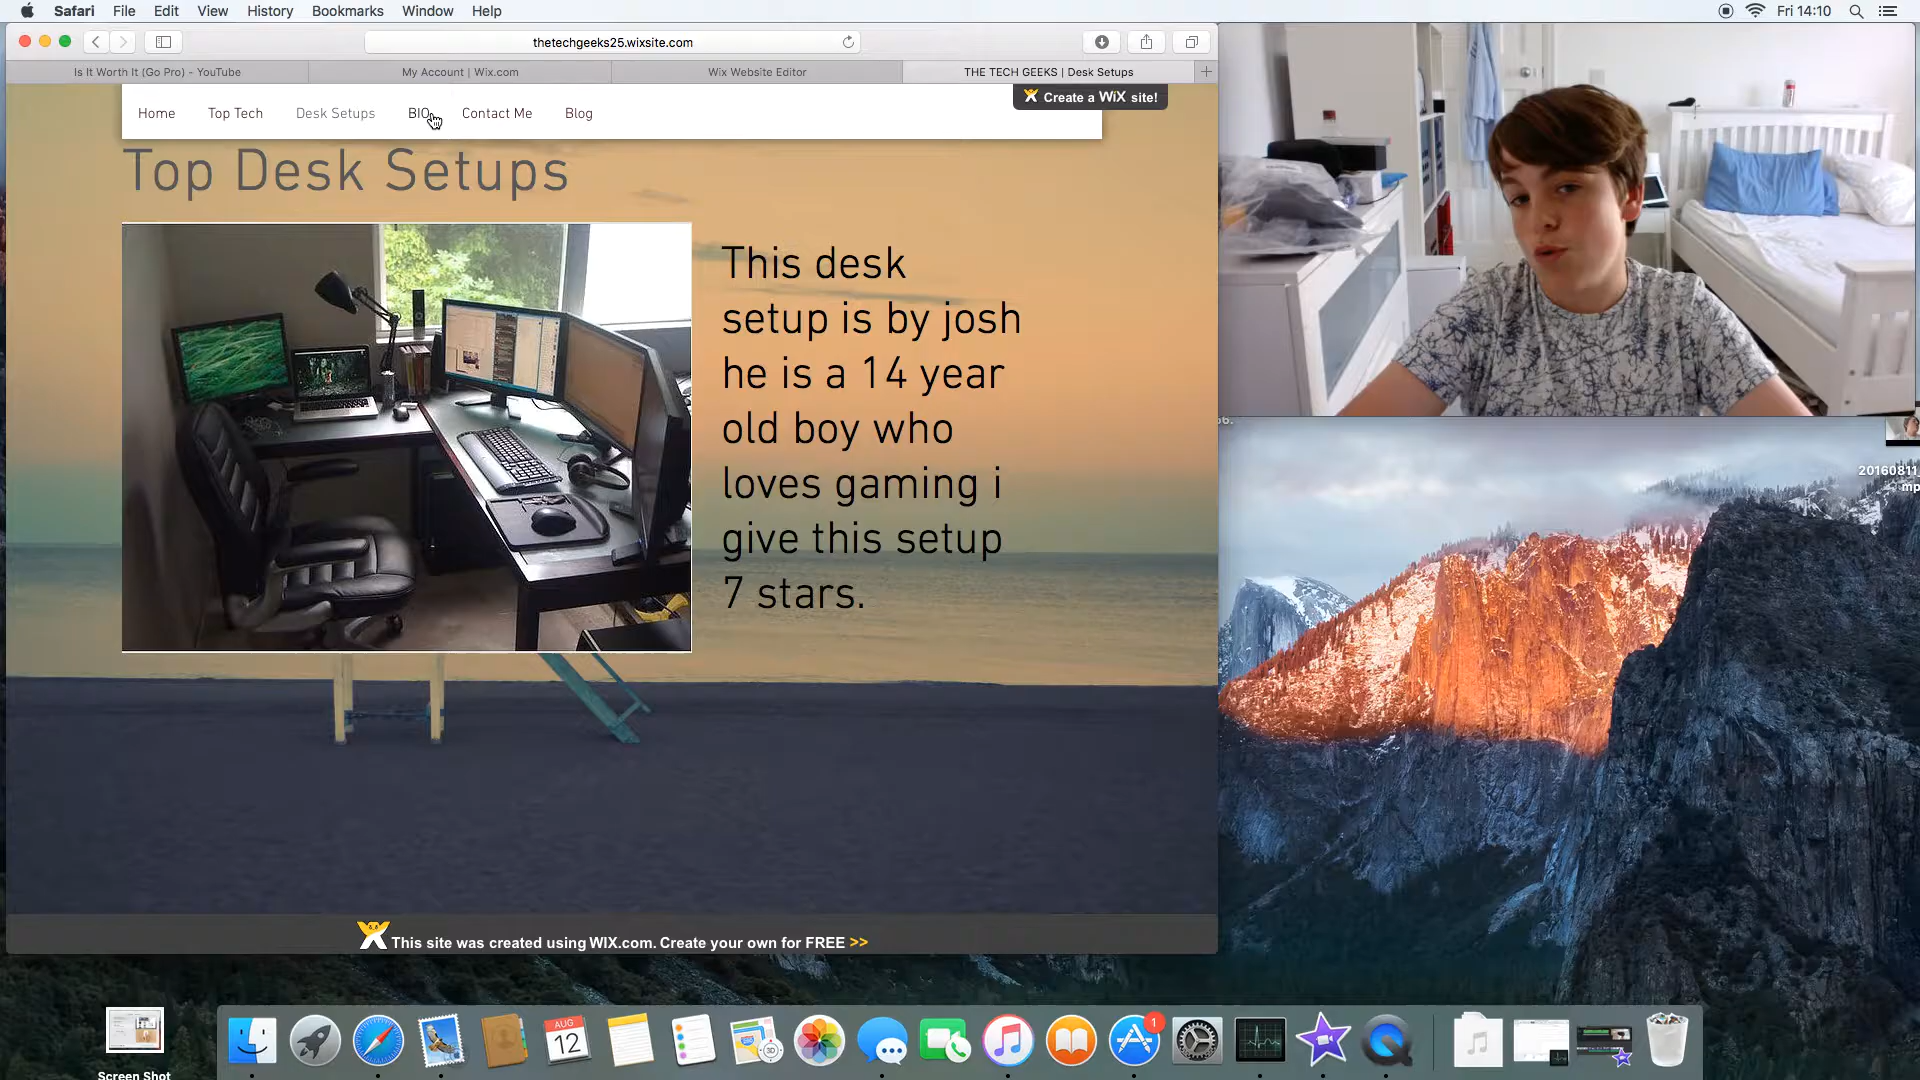 Safari File Edit View History Bookmarks Window Help
Fri 14:10
thetechgeeks25.wixsite.com
Is It Worth It (Go Pro) - YouTube
My Account | Wix.com
Wix Website Editor
THE TECH GEEKS | Desk Setups
Home Top Tech Desk Setups BIO Contact Me Blog
Create a WiX site!
Top Desk Setups
This desk
setup is by josh
he is a 14 year
old boy who
loves gaming i
give this setup
7 stars.
20160811
mp
This site was created using WIX.com. Create your own for FREE >>
AUG
12
3D
1
Screen Shot